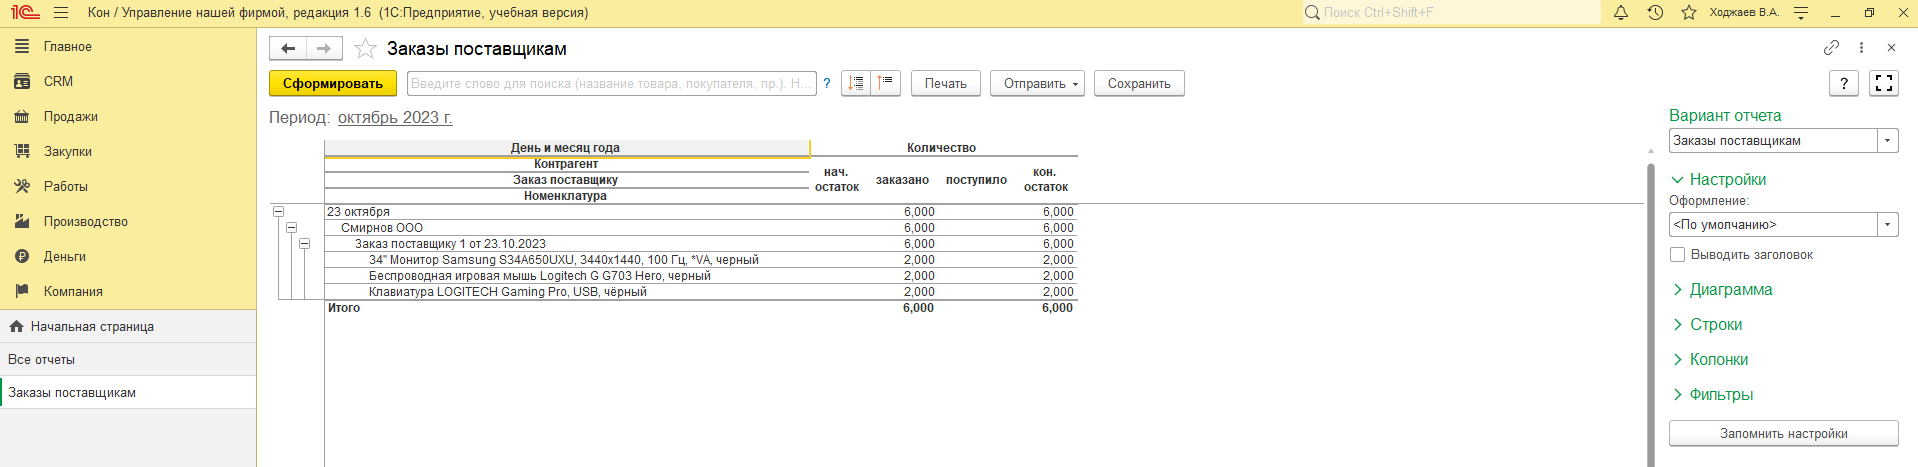 1С Кон / Управление нашей фирмой, редакция 1.6 (1С:Предприятие, учебная версия) Поиск Ctrl+Shift+F Ходжаев В.А.
Главное
CRM
Продажи
Закупки
Работы
Производство
Деньги
Компания
Начальная страница
Все отчеты
Заказы поставщикам
Заказы поставщикам
Сформировать Введите слово для поиска (название товара, покупателя, пр.). Н... ? Печать Отправить Сохранить ?
Период: октябрь 2023 г.
День и месяц года Количество
Контрагент
Заказ поставщику
Номенклатура
нач. остаток заказано поступило кон. остаток
23 октября 6,000 6,000
Смирнов ООО 6,000 6,000
Заказ поставщику 1 от 23.10.2023 6,000 6,000
34" Монитор Samsung S34A650UXU, 3440x1440, 100 Гц, *VA, черный 2,000 2,000
Беспроводная игровая мышь Logitech G G703 Hero, черный 2,000 2,000
Клавиатура LOGITECH Gaming Pro, USB, чёрный 2,000 2,000
Итого 6,000 6,000
Вариант отчета
Заказы поставщикам
Настройки
Оформление:
<По умолчанию>
Выводить заголовок
Диаграмма
Строки
Колонки
Фильтры
Запомнить настройки